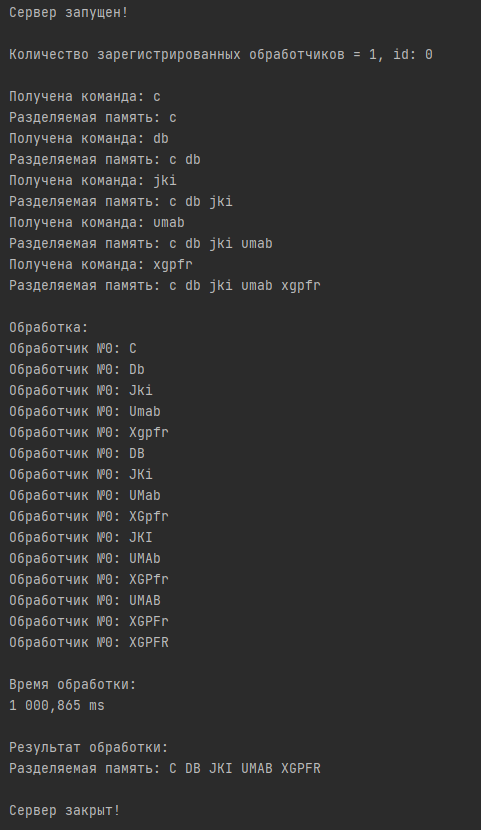 Сервер запущен!
Количество зарегистрированных обработчиков = 1, id: 0
Получена команда: c
Разделяемая память: c
Получена команда: db
Разделяемая память: c db
Получена команда: jki
Разделяемая память: c db jki
Получена команда: umab
Разделяемая память: c db jki umab
Получена команда: xgpfr
Разделяемая память: c db jki umab xgpfr
Обработка:
Обработчик №0: C
Обработчик №0: Db
Обработчик №0: Jki
Обработчик №0: Umab
Обработчик №0: Xgpfr
Обработчик №0: DB
Обработчик №0: JKi
Обработчик №0: UMab
Обработчик №0: XGpfr
Обработчик №0: JKI
Обработчик №0: UMAb
Обработчик №0: XGPfr
Обработчик №0: UMAB
Обработчик №0: XGPFr
Обработчик №0: XGPFR
Время обработки:
1 000,865 ms
Результат обработки:
Разделяемая память: C DB JKI UMAB XGPFR
Сервер закрыт!